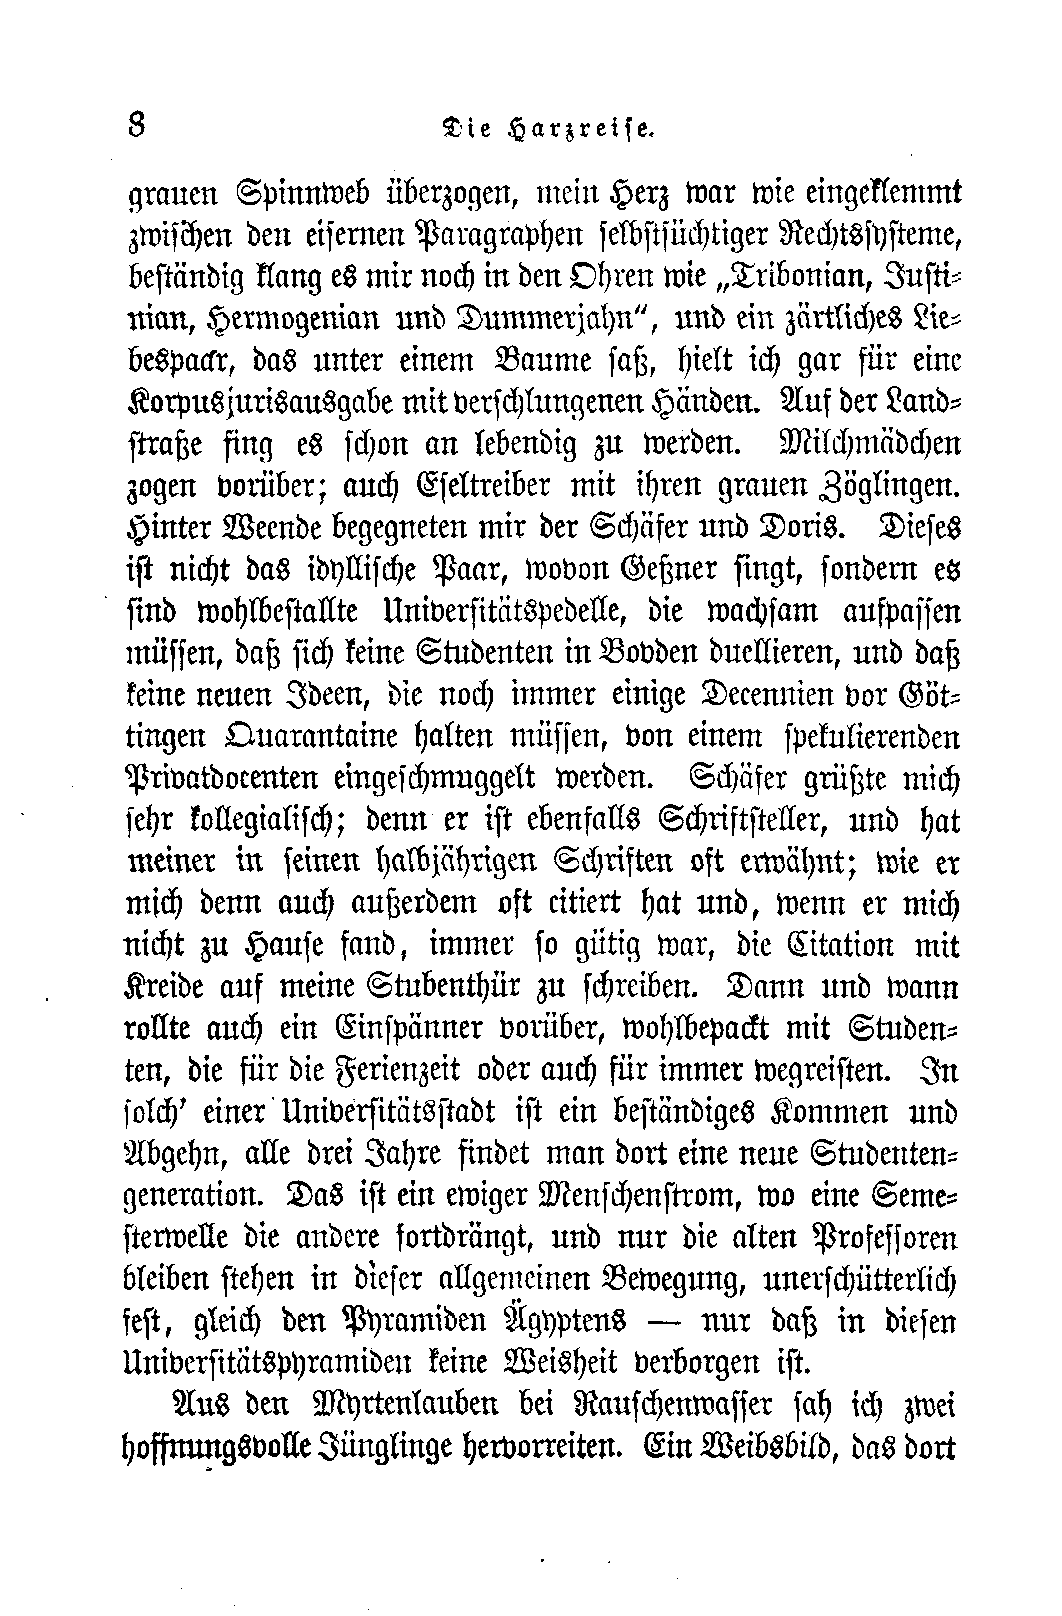 8 Die Harzreise.
grauen Spinnweb überzogen, mein Herz war wie eingeklemmt
zwischen den eisernen Paragraphen selbstsüchtiger Rechtssysteme,
beständig klang es mir noch in den Ohren wie „Tribonian, Justi-
nian, Hermogenian und Dummerjahn“, und ein zärtliches Lie-
bespaar, das unter einem Baume saß, hielt ich gar für eine
Korpusjurisausgabe mit verschlungenen Händen. Auf der Land-
straße fing es schon an lebendig zu werden. Milchmädchen
zogen vorüber; auch Eseltreiber mit ihren grauen Zöglingen.
Hinter Weende begegneten mir der Schäfer und Doris. Dieses
ist nicht das idyllische Paar, wovon Geßner singt, sondern es
sind wohlbestallte Universitätspedelle, die wachsam aufpassen
müssen, daß sich keine Studenten in Bovden duellieren, und daß
keine neuen Ideen, die noch immer einige Decennien vor Göt-
tingen Quarantaine halten müssen, von einem spekulierenden
Privatdocenten eingeschmuggelt werden. Schäfer grüßte mich
sehr kollegialisch; denn er ist ebenfalls Schriftsteller, und hat
meiner in seinen halbjährigen Schriften oft erwähnt; wie er
mich denn auch außerdem oft citiert hat und, wenn er mich
nicht zu Hause fand, immer so gütig war, die Citation mit
Kreide auf meine Stubenthür zu schreiben. Dann und wann
rollte auch ein Einspänner vorüber, wohlbepackt mit Studen-
ten, die für die Ferienzeit oder auch für immer wegreisten. In
solch' einer Universitätsstadt ist ein beständiges Kommen und
Abgehn, alle drei Jahre findet man dort eine neue Studenten-
generation. Das ist ein ewiger Menschenstrom, wo eine Seme-
sterwelle die andere fortdrängt, und nur die alten Professoren
bleiben stehen in dieser allgemeinen Bewegung, unerschütterlich
fest, gleich den Pyramiden Ägyptens — nur daß in diesen
Universitätspyramiden keine Weisheit verborgen ist.
Aus den Myrtenlauben bei Rauschenwasser sah ich zwei
hoffnungsvolle Jünglinge hervorreiten. Ein Weibsbild, das dort